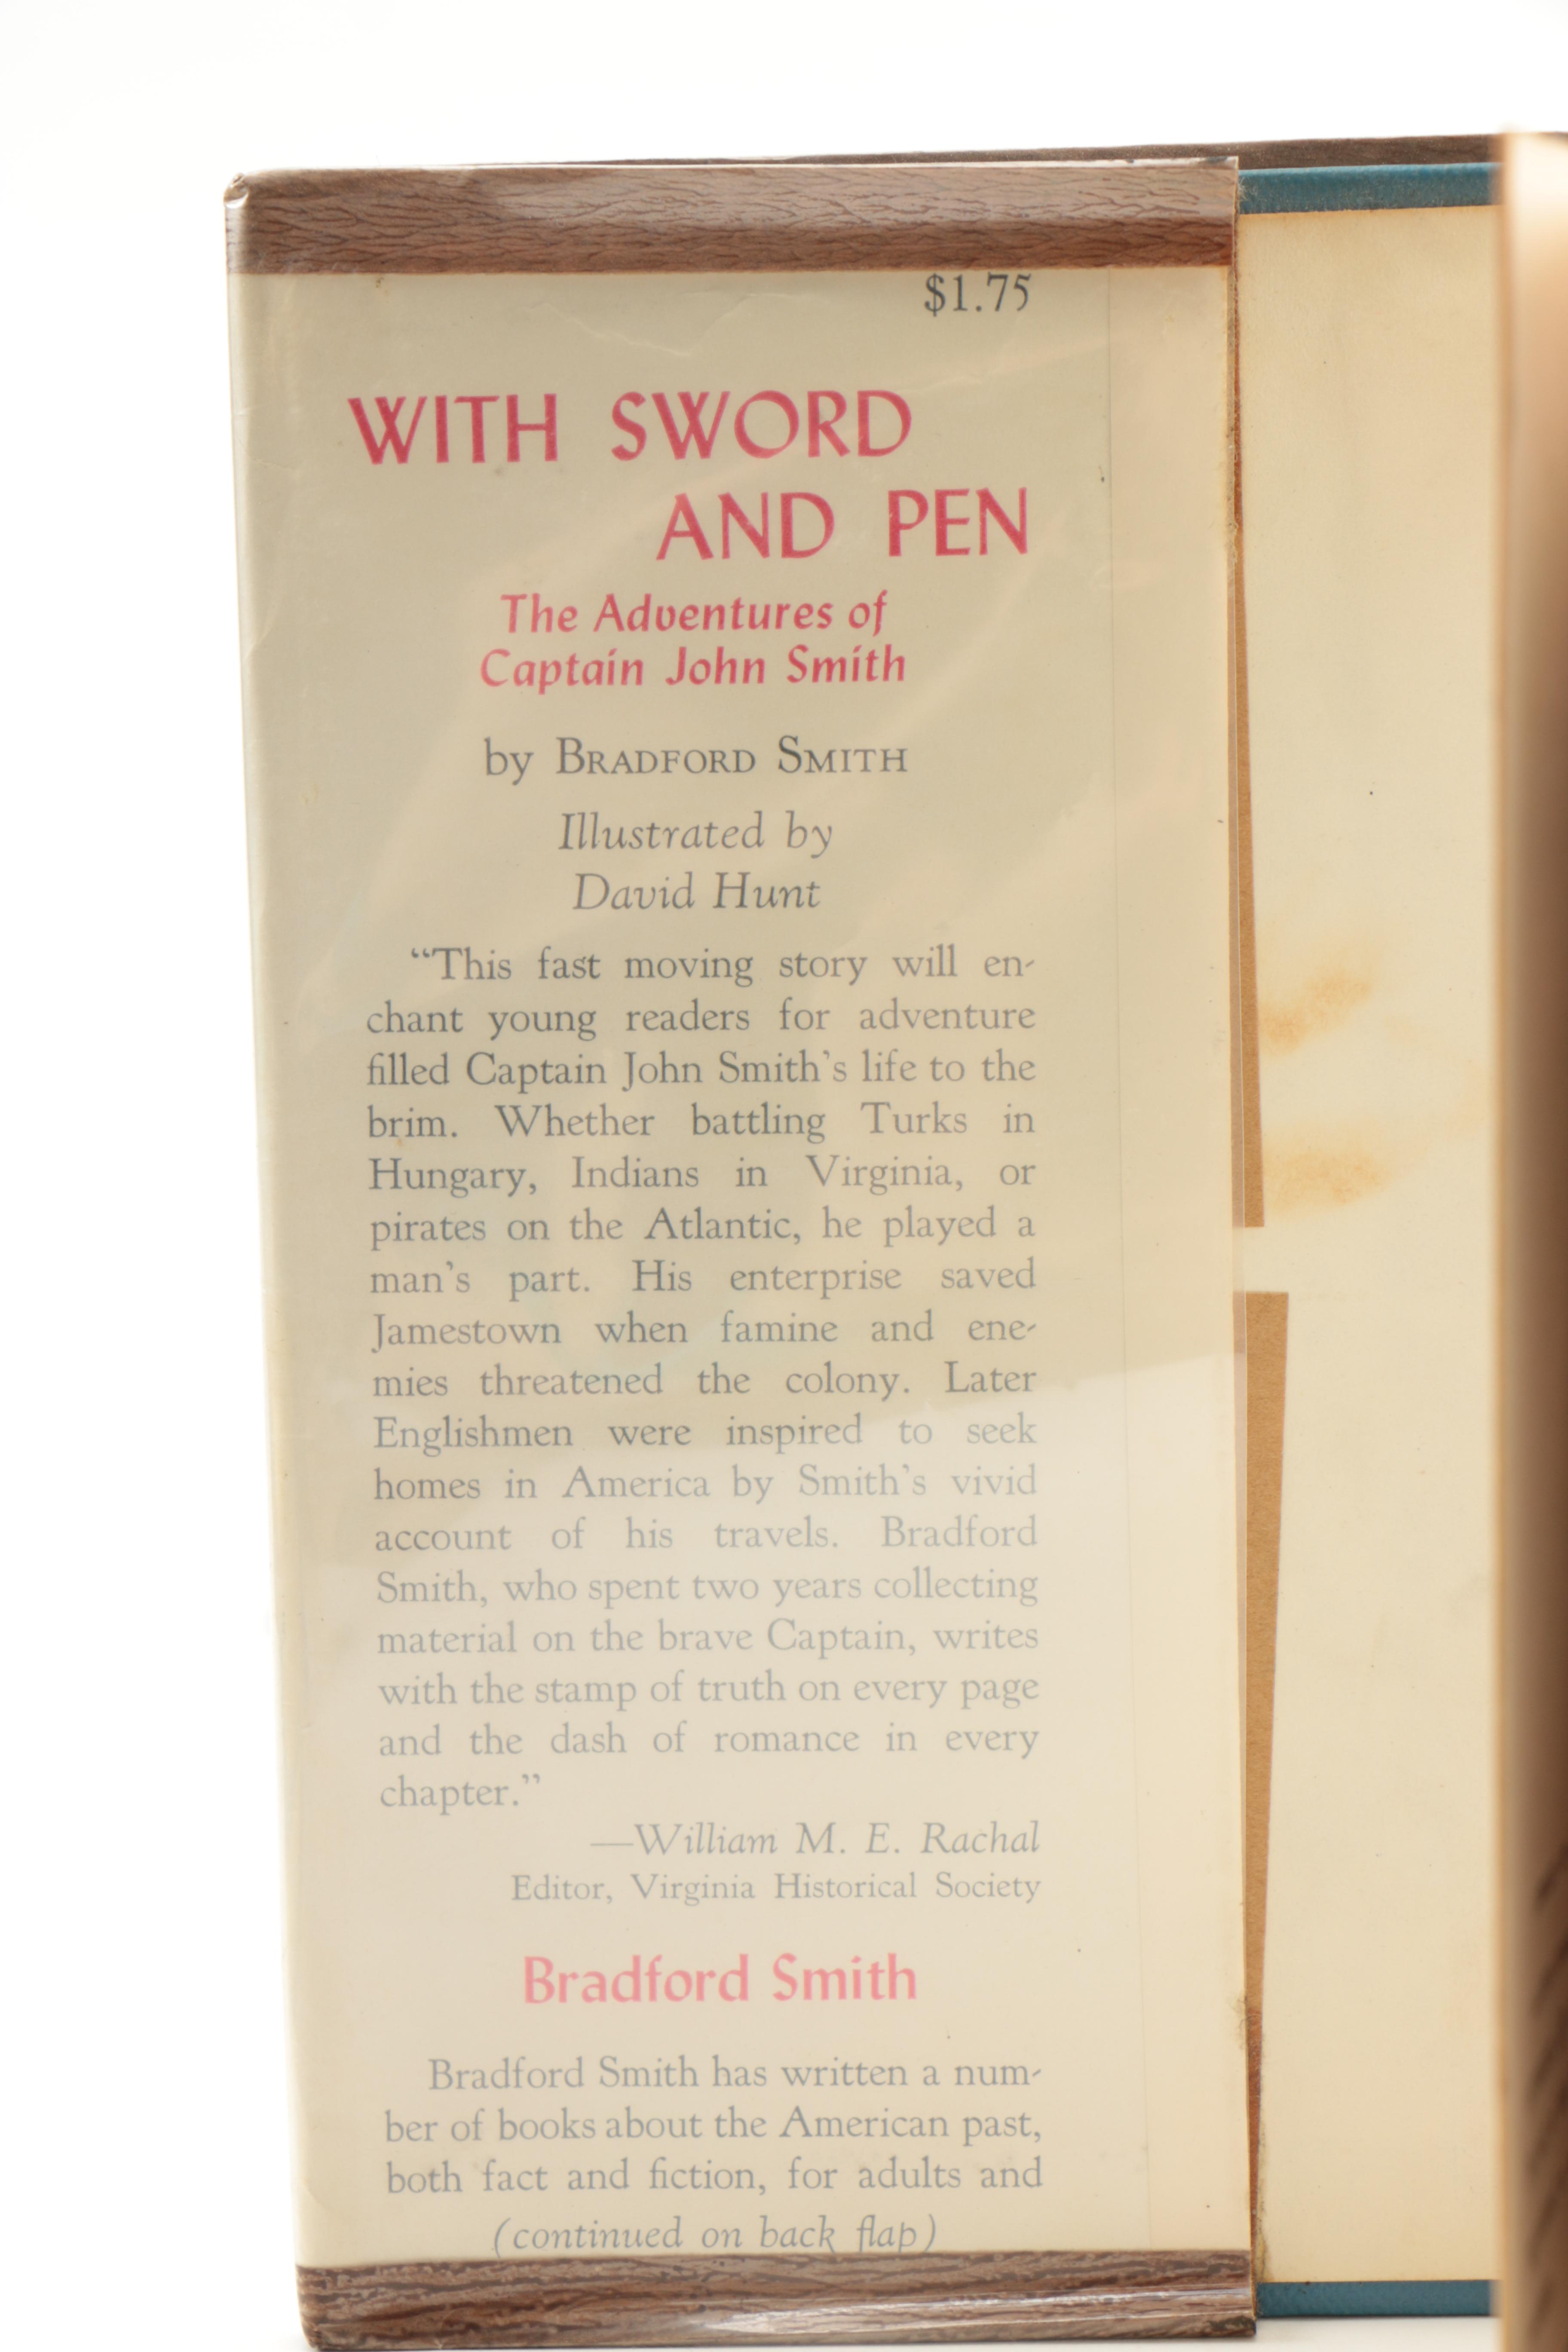 $1.75
WITH SWORD
AND PEN
The Adventures of
Captain John Smith
by BRADFORD SMITH
Illustrated by
David Hunt
“This fast moving story will en-
chant young readers for adventure
filled Captain John Smith’s life to the
brim. Whether battling Turks in
Hungary, Indians in Virginia, or
pirates on the Atlantic, he played a
man’s part. His enterprise saved
Jamestown when famine and ene-
mies threatened the colony. Later
Englishmen were inspired to seek
homes in America by Smith’s vivid
account of his travels. Bradford
Smith, who spent two years collecting
material on the brave Captain, writes
with the stamp of truth on every page
and the dash of romance in every
chapter.”
—William M. E. Rachal
Editor, Virginia Historical Society
Bradford Smith
Bradford Smith has written a num-
ber of books about the American past,
both fact and fiction, for adults and
(continued on back flap)